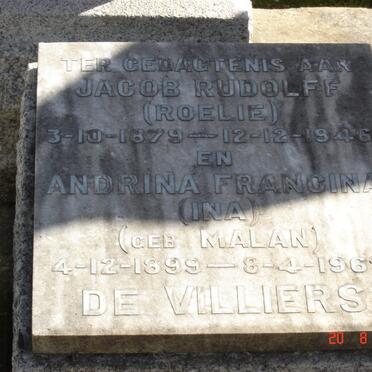 TER GEDAGTENIS AAN
JACOB RUDOLFF
(ROELIE)
3-10-1879 — 12-12-1946
EN
ANDRINA FRANCINA
(INA)
(GEB MALAN)
4-12-1899 — 8-4-196
DE VILLIERS
20 8